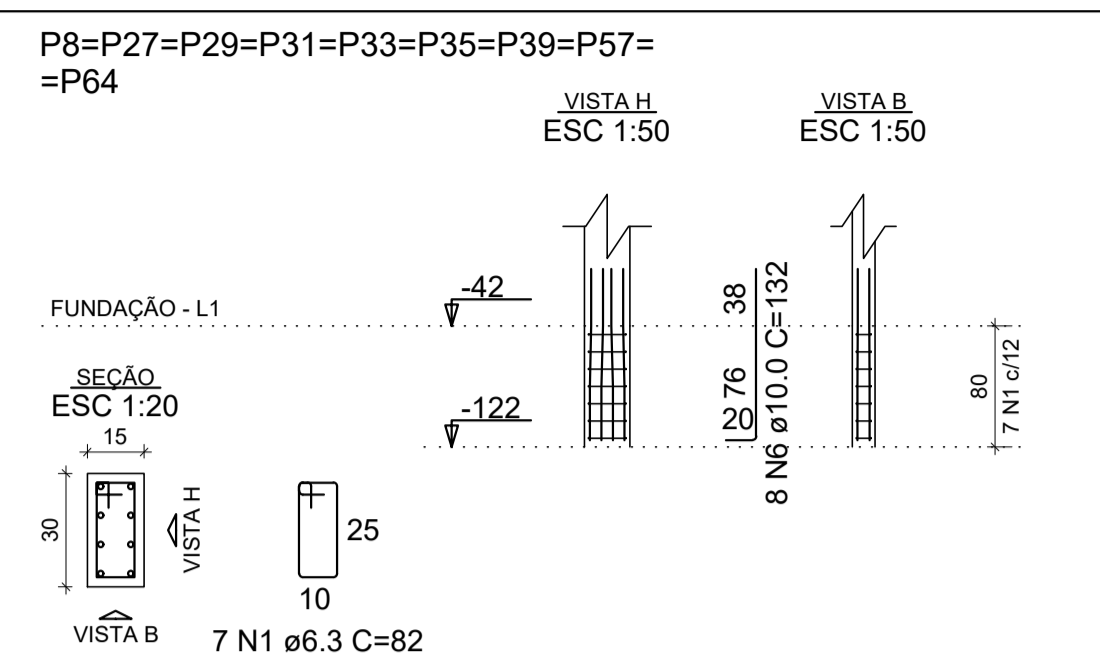 P8=P27=P29=P31=P33=P35=P39=P57=
=P64
VISTA H
ESC 1:50
VISTA B
ESC 1:50
FUNDAÇÃO - L1
-42
-122
38
76
20
8 N6 ø10.0 C=132
80
7 N1 c/12
SEÇÃO
ESC 1:20
15
30
VISTA H
VISTA B
25
10
7 N1 ø6.3 C=82